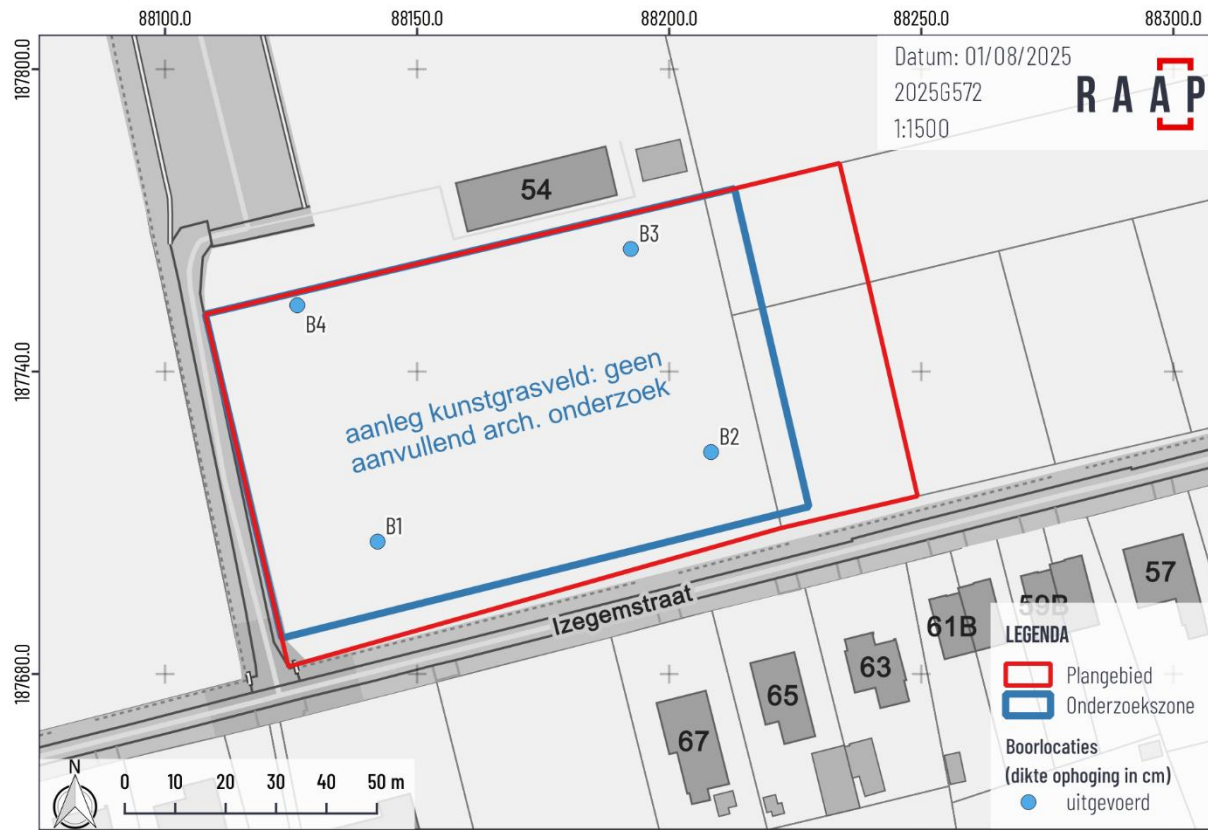 88100.0 88150.0 88200.0 88250.0 88300.0
187800.0
187740.0
187680.0
Datum: 01/08/2025
2025G572
1:1500
RAAP
54
B3
B4
aanleg kunstgrasveld: geen
aanvullend arch. onderzoek
B2
B1
Izegemstraat
57
59B
61B
63
65
67
LEGENDA
Plangebied
Onderzoekszone
Boorlocaties
(dikte ophoging in cm)
uitgevoerd
N
0 10 20 30 40 50 m